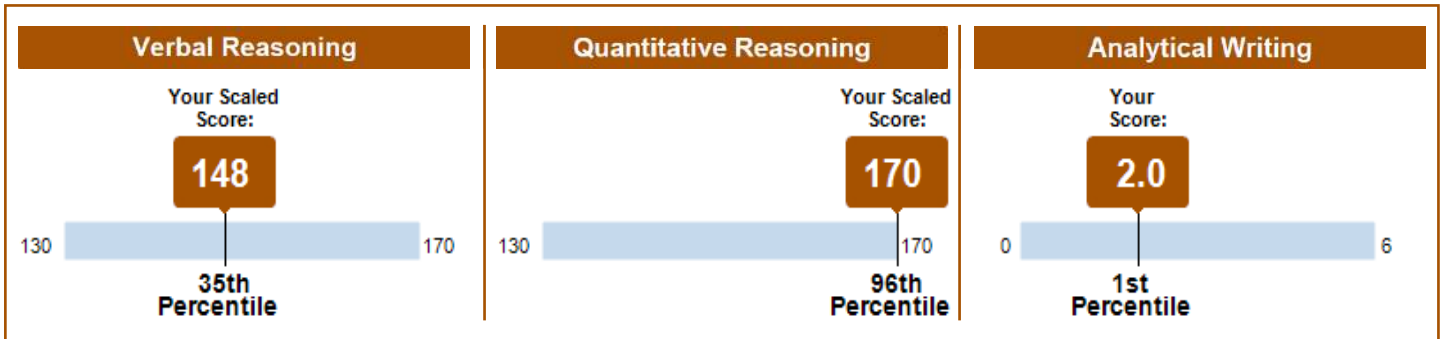 Verbal Reasoning
Your Scaled
Score:
148
130
170
35th
Percentile
Quantitative Reasoning
Your Scaled
Score:
170
130
170
96th
Percentile
Analytical Writing
Your
Score:
2.0
0
6
1st
Percentile